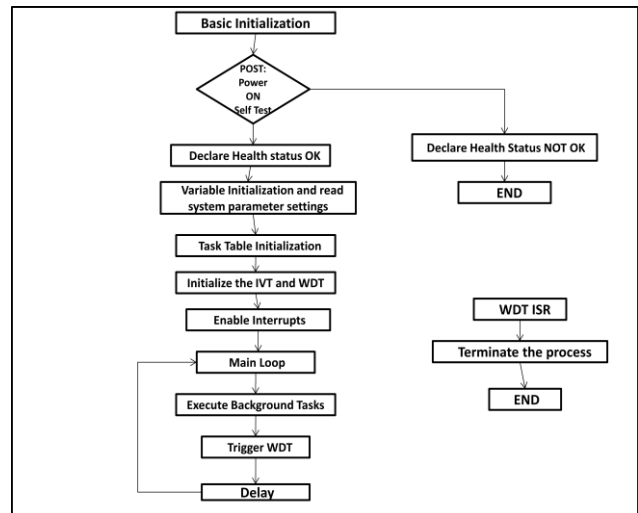 Basic Initialization
POST:
Power
ON
Self Test
Declare Health status OK
Declare Health Status NOT OK
END
Variable Initialization and read
system parameter settings
Task Table Initialization
Initialize the IVT and WDT
Enable Interrupts
Main Loop
Execute Background Tasks
Trigger WDT
Delay
WDT ISR
Terminate the process
END